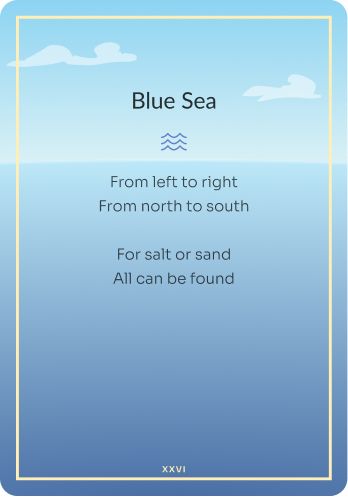 Blue Sea
From left to right
From north to south
For salt or sand
All can be found
XXVI